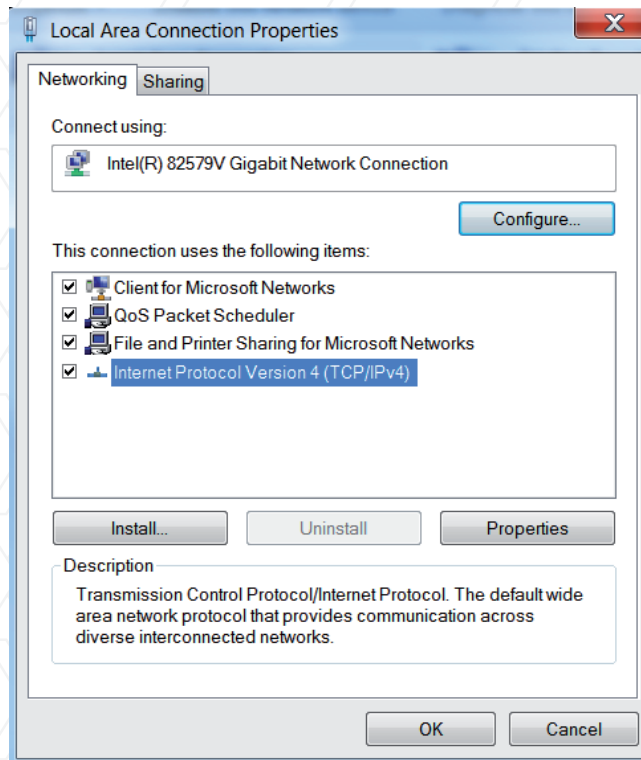 Local Area Connection Properties
Networking
Sharing
Connect using:
Intel(R) 82579V Gigabit Network Connection
Configure...
This connection uses the following items:
Client for Microsoft Networks
QoS Packet Scheduler
File and Printer Sharing for Microsoft Networks
Internet Protocol Version 4 (TCP/IPv4)
Install...
Uninstall
Properties
Description
Transmission Control Protocol/Internet Protocol. The default wide
area network protocol that provides communication across
diverse interconnected networks.
OK
Cancel